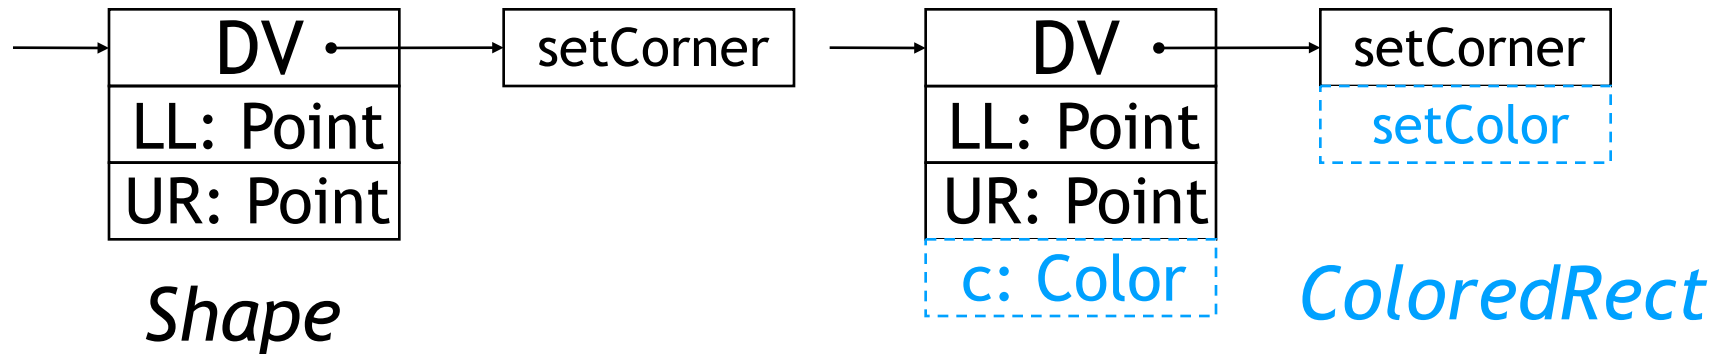 DV
setCorner
LL: Point
UR: Point
Shape
DV
setCorner
LL: Point
setColor
UR: Point
c: Color
ColoredRect